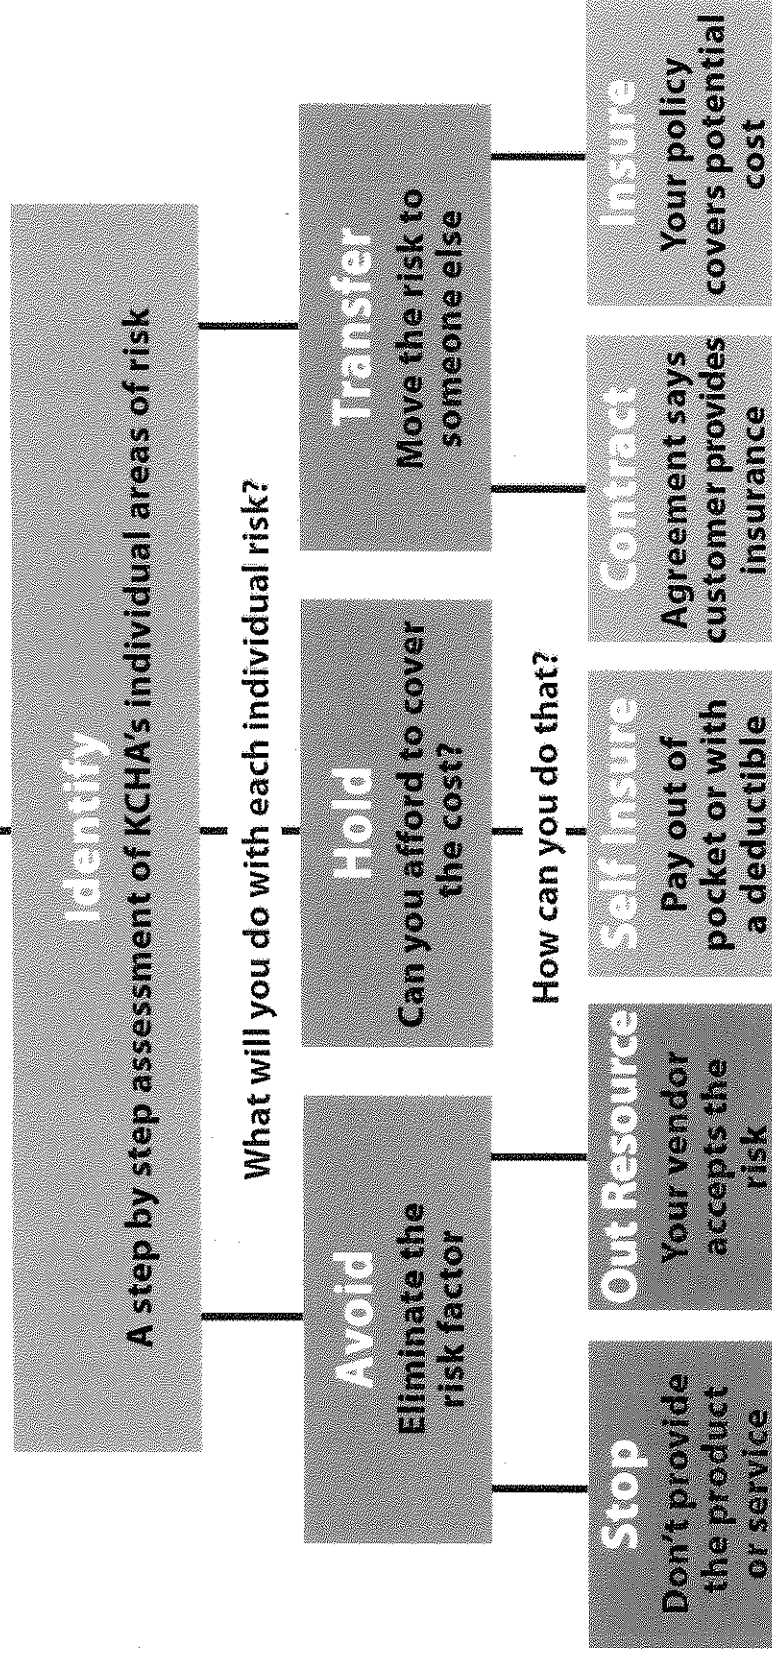 Identify
A step by step assessment of KCHA's individual areas of risk
What will you do with each individual risk?
Avoid
Eliminate the
risk factor
Hold
Can you afford to cover
the cost?
Transfer
Move the risk to
someone else
How can you do that?
Stop
Don't provide
the product
or service
Out Resource
Your vendor
accepts the
risk
Self Insure
Pay out of
pocket or with
a deductible
Contract
Agreement says
customer provides
insurance
Insure
Your policy
covers potential
cost